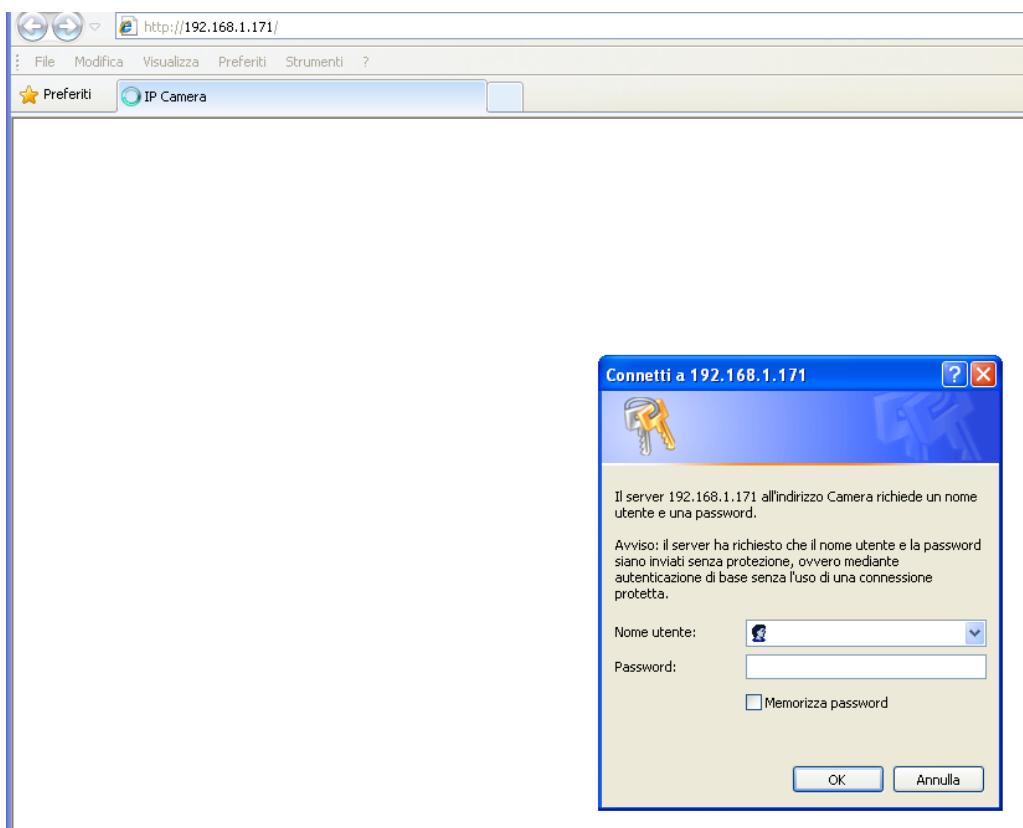 http://192.168.1.171/
File Modifica Visualizza Preferiti Strumenti ?
Preferiti IP Camera
Connetti a 192.168.1.171
Il server 192.168.1.171 all'indirizzo Camera richiede un nome
utente e una password.
Avviso: il server ha richiesto che il nome utente e la password
siano inviati senza protezione, ovvero mediante
autenticazione di base senza l'uso di una connessione
protetta.
Nome utente:
Password:
Memorizza password
OK Annulla